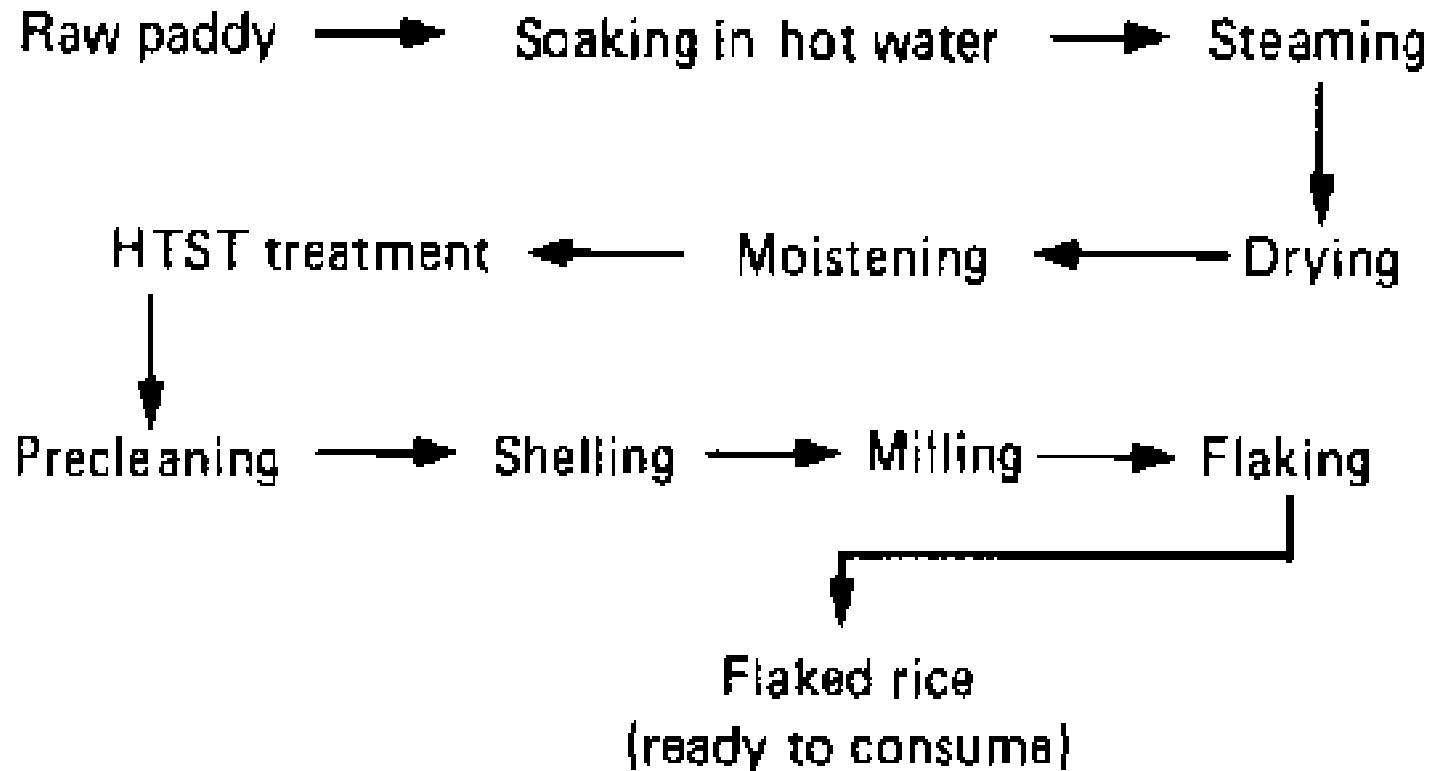 Raw paddy Soaking in hot water Steaming
HTST treatment Moistening Drying
Precleaning Shelling Milling Flaking
Flaked rice
(ready to consume)